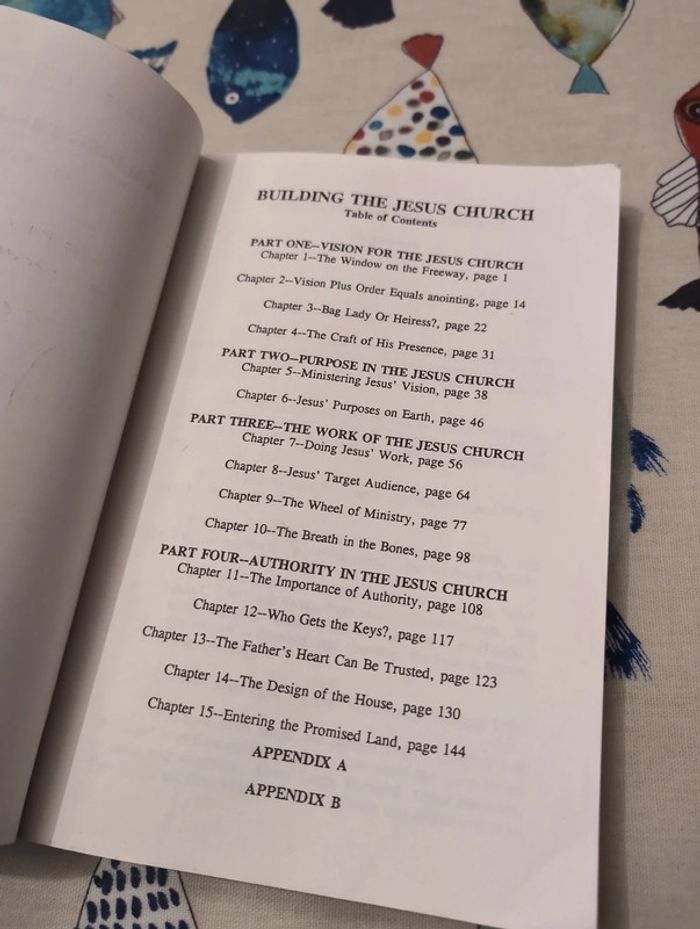 BUILDING THE JESUS CHURCH
Table of Contents
PART ONE--VISION FOR THE JESUS CHURCH
Chapter 1--The Window on the Freeway, page 1
Chapter 2--Vision Plus Order Equals anointing, page 14
Chapter 3--Bag Lady Or Heiress?, page 22
Chapter 4--The Craft of His Presence, page 31
PART TWO--PURPOSE IN THE JESUS CHURCH
Chapter 5--Ministering Jesus' Vision, page 38
Chapter 6--Jesus' Purposes on Earth, page 46
PART THREE--THE WORK OF THE JESUS CHURCH
Chapter 7--Doing Jesus' Work, page 56
Chapter 8--Jesus' Target Audience, page 64
Chapter 9--The Wheel of Ministry, page 77
Chapter 10--The Breath in the Bones, page 98
PART FOUR--AUTHORITY IN THE JESUS CHURCH
Chapter 11--The Importance of Authority, page 108
Chapter 12--Who Gets the Keys?, page 117
Chapter 13--The Father's Heart Can Be Trusted, page 123
Chapter 14--The Design of the House, page 130
Chapter 15--Entering the Promised Land, page 144
APPENDIX A
APPENDIX B